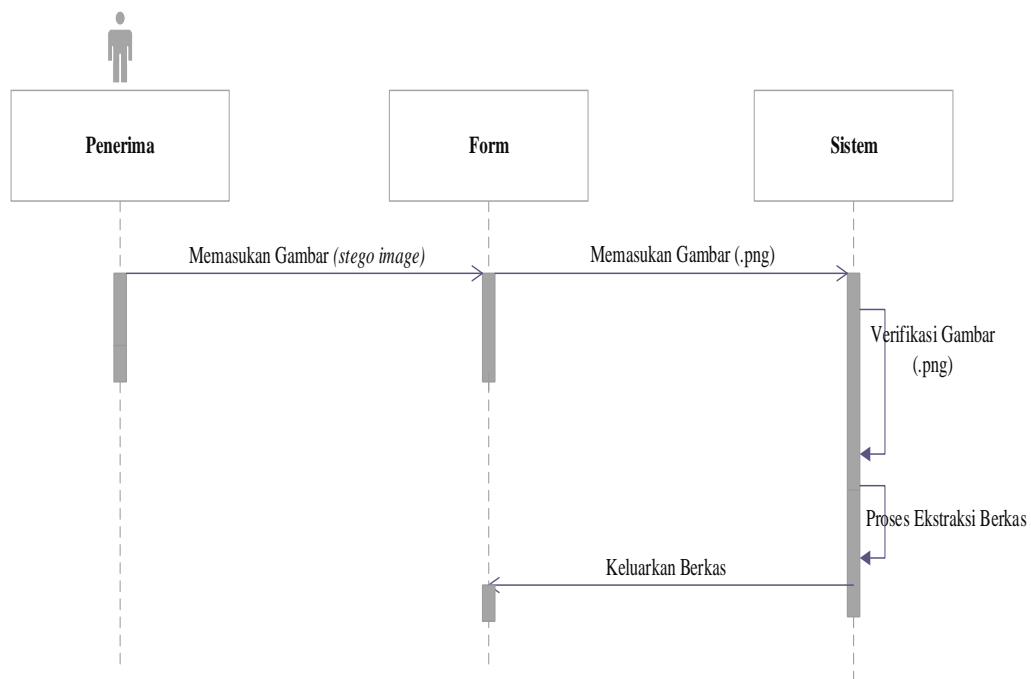 Penerima
Form
Sistem
Memasukan Gambar (stego image)
Memasukan Gambar (.png)
Verifikasi Gambar
(.png)
Proses Ekstraksi Berkas
Keluarkan Berkas